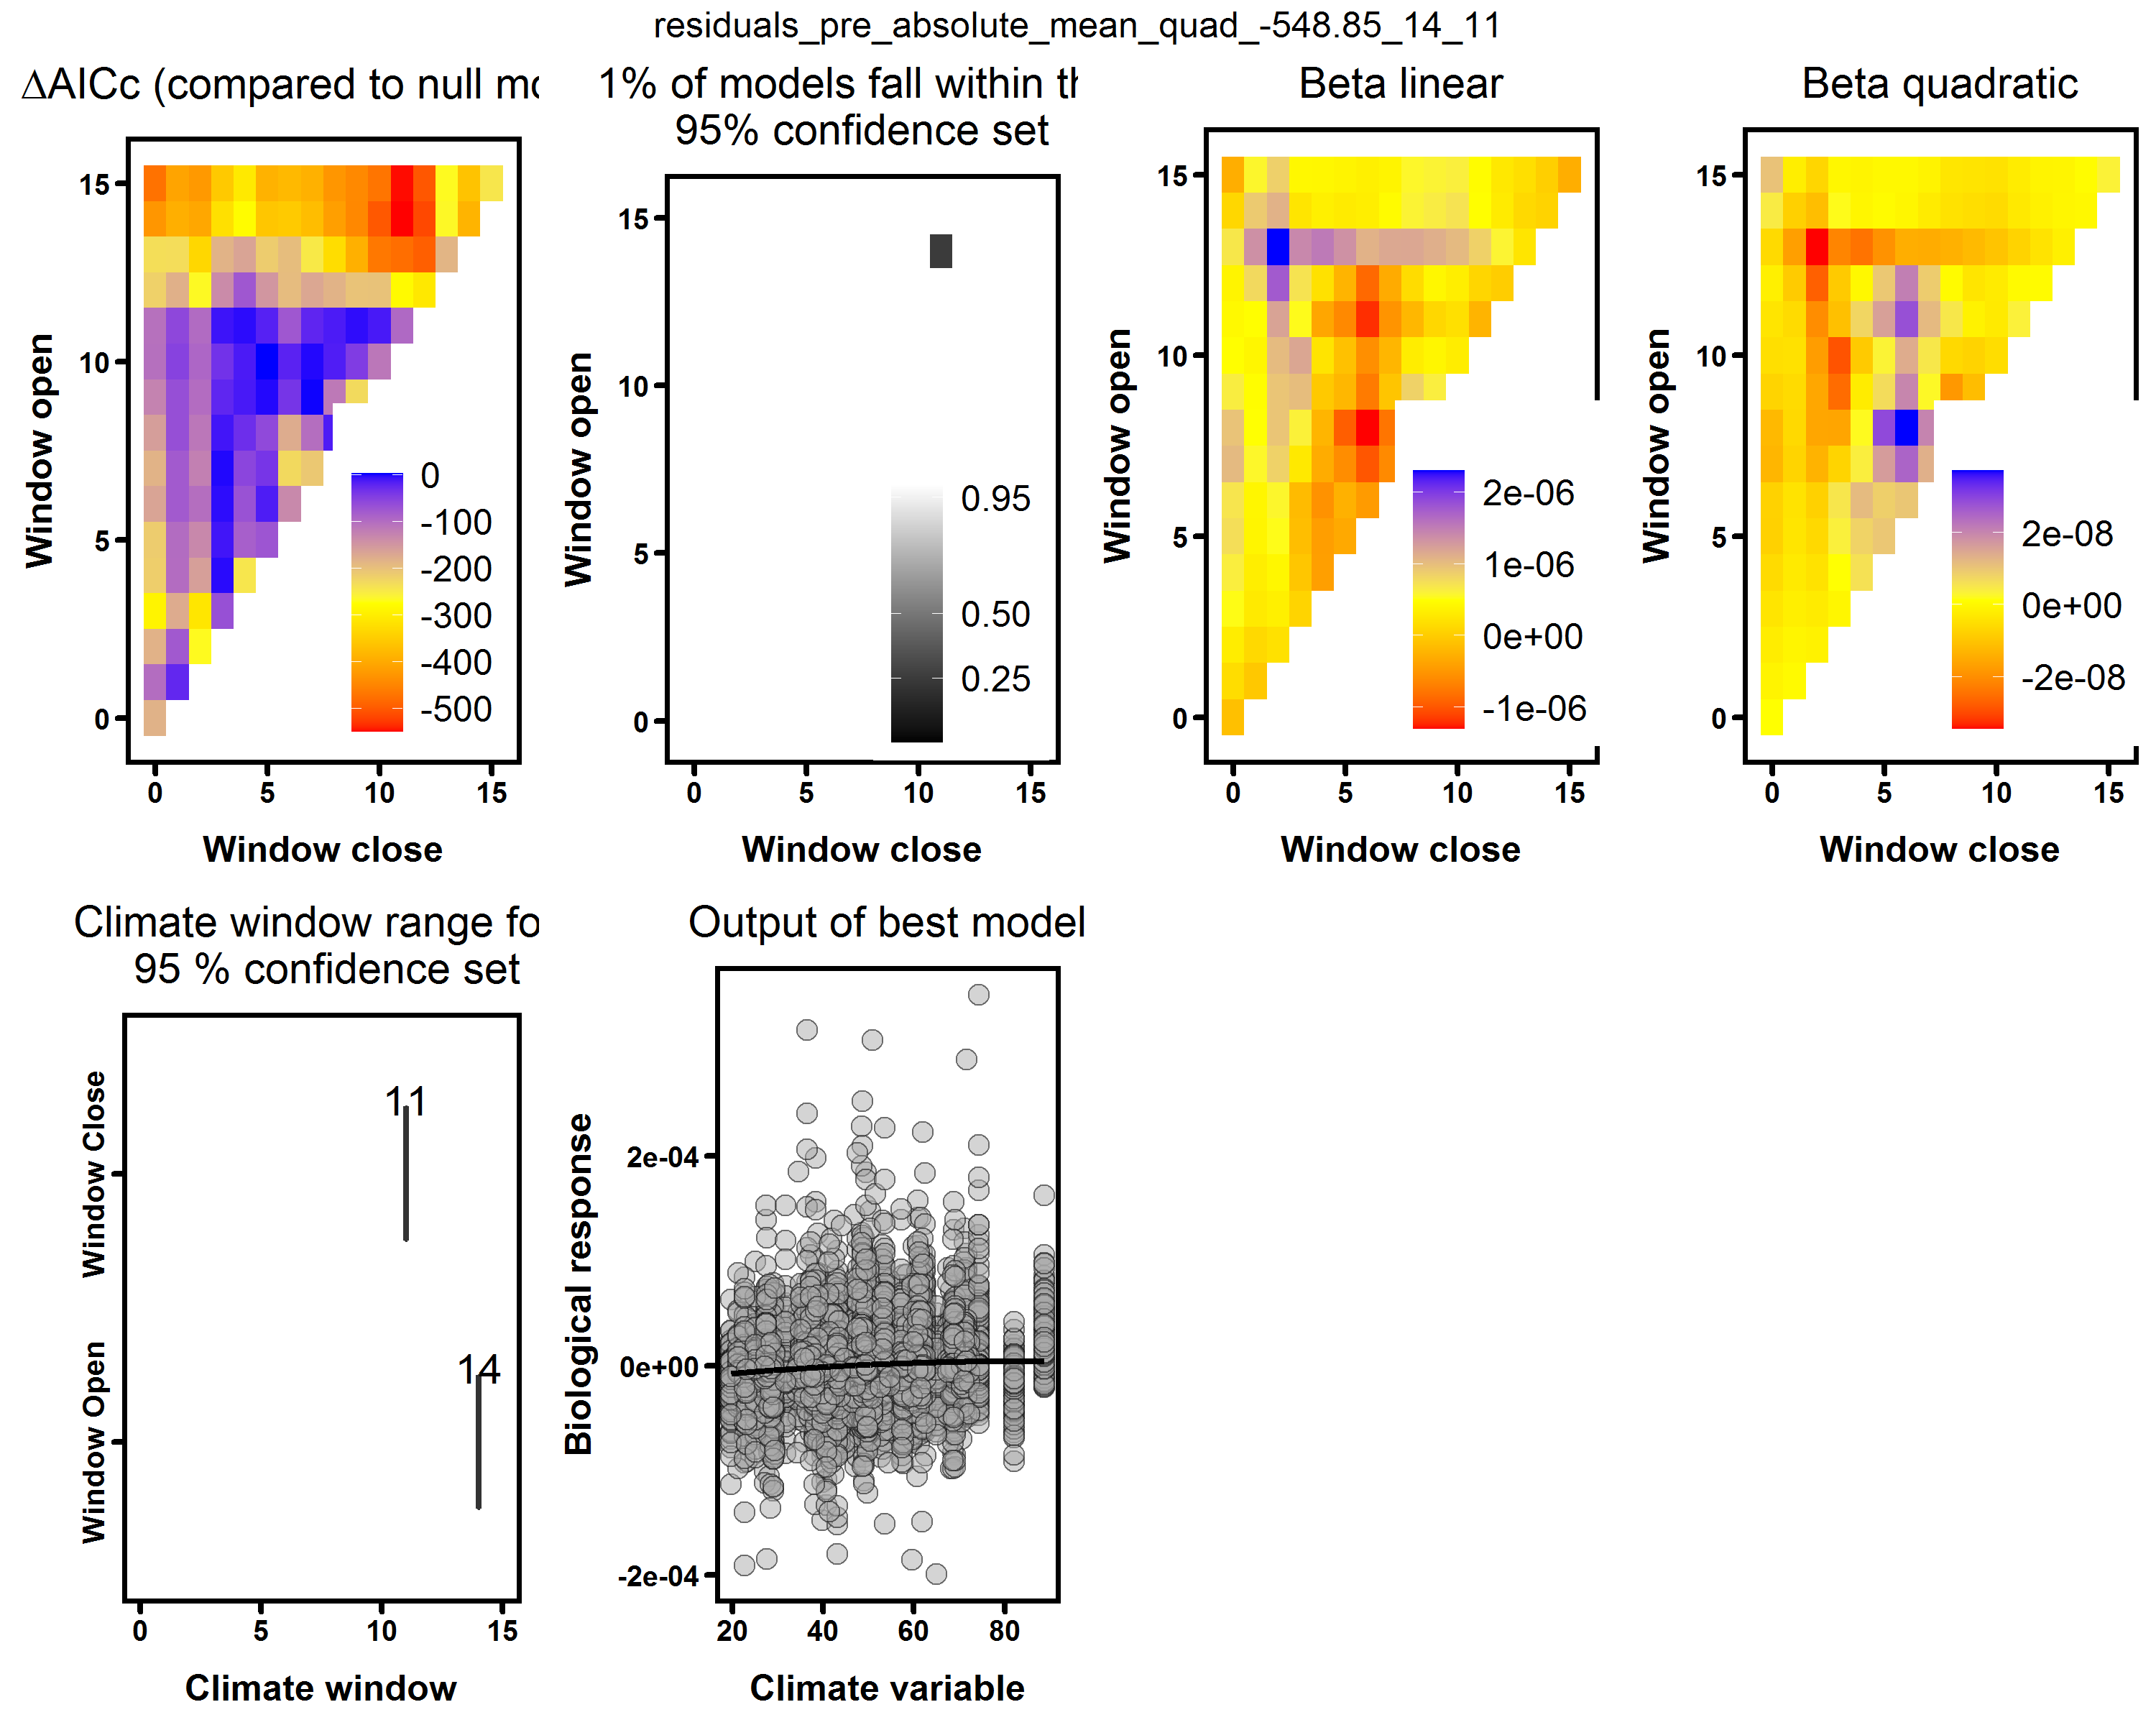 residuals_pre_absolute_mean_quad_-548.85_14_11
ΔAICc (compared to null mo
Window open
15
10
5
0
0
-100
-200
-300
-400
-500
0 5 10 15
Window close
1% of models fall within th
95% confidence set
Window open
15
10
5
0
0.95
0.50
0.25
0 5 10 15
Window close
Beta linear
Window open
15
10
5
0
2e-06
1e-06
0e+00
-1e-06
0 5 10 15
Window close
Beta quadratic
Window open
15
10
5
0
2e-08
0e+00
-2e-08
0 5 10 15
Window close
Climate window range fo
95 % confidence set
Window Close
Window Open
11
14
0 5 10 15
Climate window
Output of best model
Biological response
2e-04
0e+00
-2e-04
20 40 60 80
Climate variable